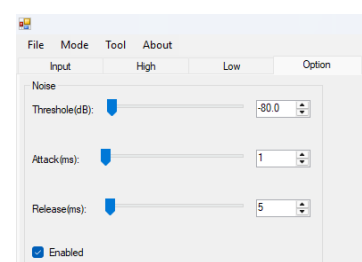 File Mode Tool About
Input High Low Option
Noise
Threshole(dB): -80.0
Attack(ms): 1
Release(ms): 5
Enabled